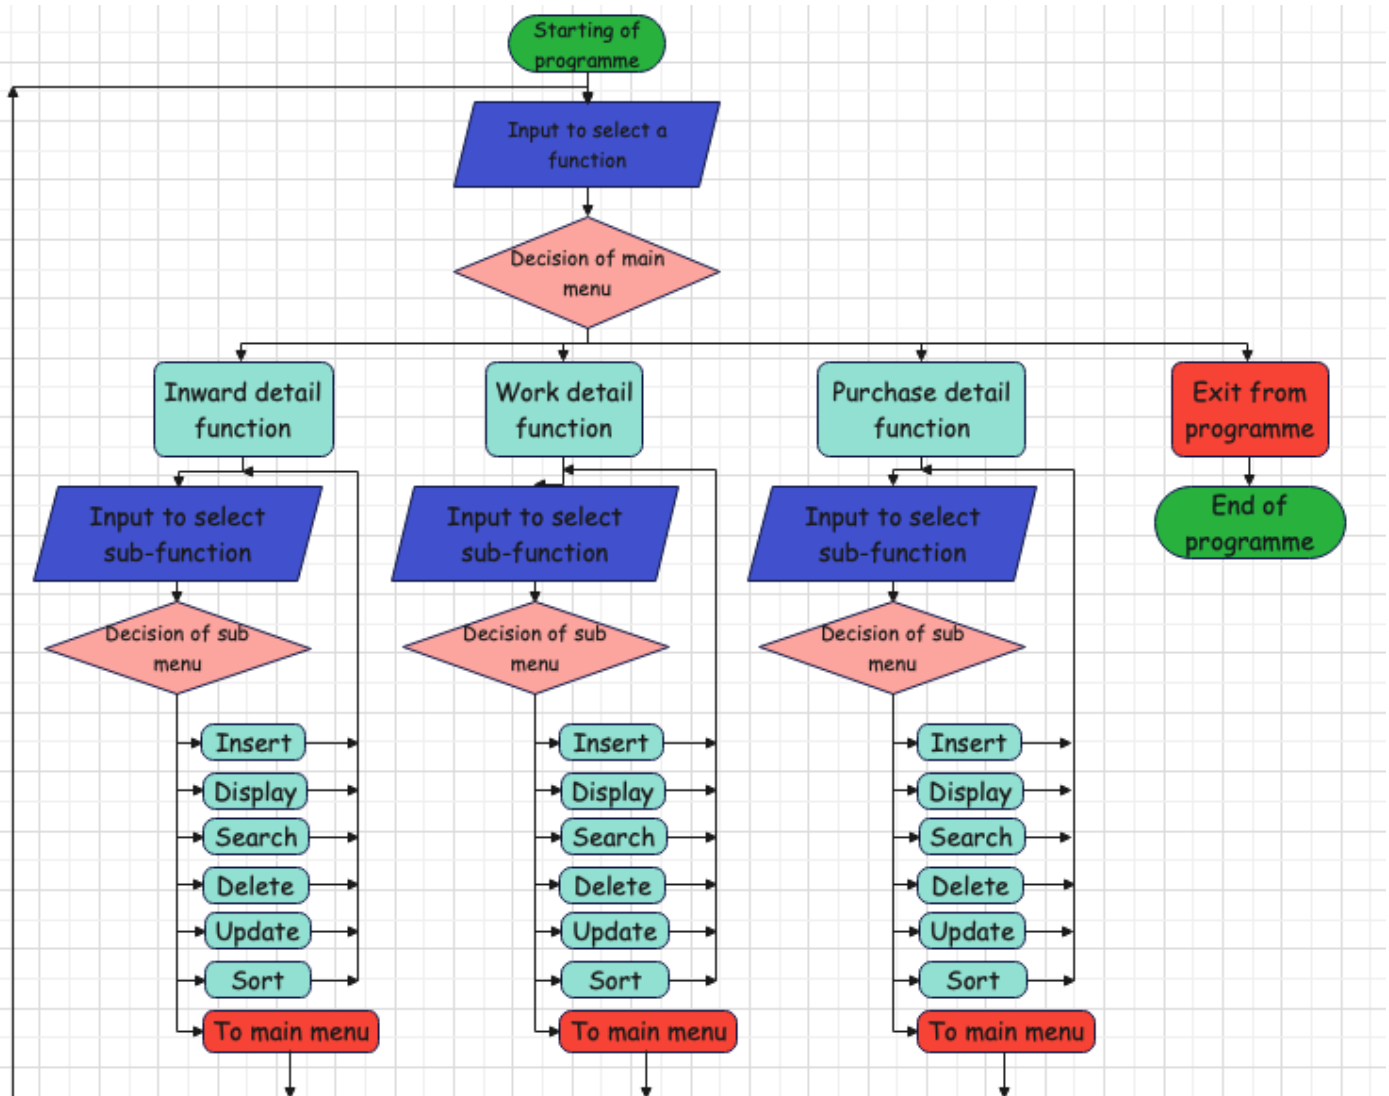 Starting of
programme
Input to select a
function
Decision of main
menu
Inward detail
function
Work detail
function
Purchase detail
function
Exit from
programme
Input to select
sub-function
Input to select
sub-function
Input to select
sub-function
End of
programme
Decision of sub
menu
Decision of sub
menu
Decision of sub
menu
Insert
Display
Search
Delete
Update
Sort
To main menu
Insert
Display
Search
Delete
Update
Sort
To main menu
Insert
Display
Search
Delete
Update
Sort
To main menu